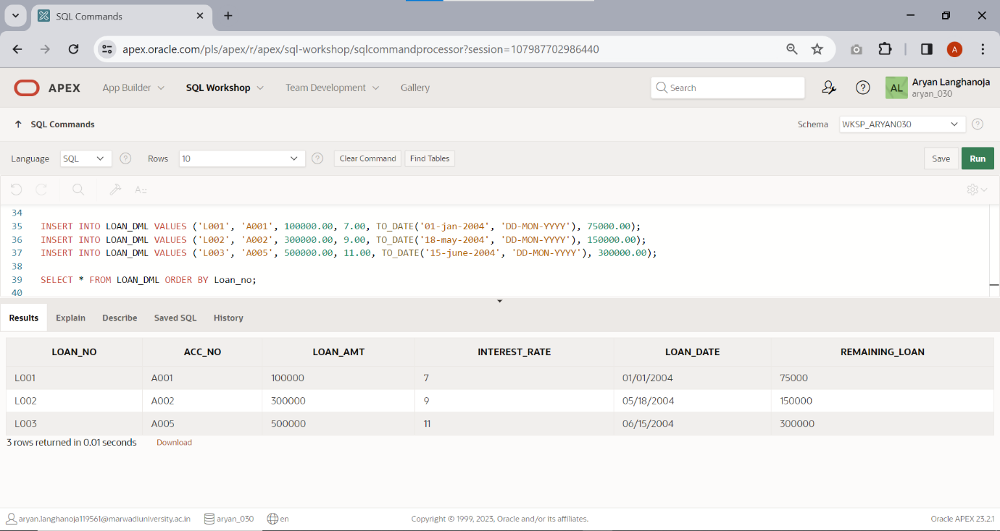 SQL Commands
apex.oracle.com/pls/apex/r/apex/sql-workshop/sqlcommandprocessor?session=107987702986440
A
APEX App Builder SQL Workshop Team Development Gallery Search AL Aryan Langhanoja
aryan_030
SQL Commands Schema WKSP_ARYAN030
Language SQL Rows 10 Clear Command Find Tables Save Run
34
35 INSERT INTO LOAN_DML VALUES ('L001', 'A001', 100000.00, 7.00, TO_DATE('01-jan-2004', 'DD-MON-YYYY'), 75000.00);
36 INSERT INTO LOAN_DML VALUES ('L002', 'A002', 300000.00, 9.00, TO_DATE('18-may-2004', 'DD-MON-YYYY'), 150000.00);
37 INSERT INTO LOAN_DML VALUES ('L003', 'A005', 500000.00, 11.00, TO_DATE('15-june-2004', 'DD-MON-YYYY'), 300000.00);
38
39 SELECT * FROM LOAN_DML ORDER BY Loan_no;
40
Results Explain Describe Saved SQL History
LOAN_NO ACC_NO LOAN_AMT INTEREST_RATE LOAN_DATE REMAINING_LOAN
L001 A001 100000 7 01/01/2004 75000
L002 A002 300000 9 05/18/2004 150000
L003 A005 500000 11 06/15/2004 300000
3 rows returned in 0.01 seconds Download
aryan.langhanoja119561@marwadiuniversity.ac.in aryan_030 en Copyright © 1999, 2023, Oracle and/or its affiliates. Oracle APEX 23.2.1